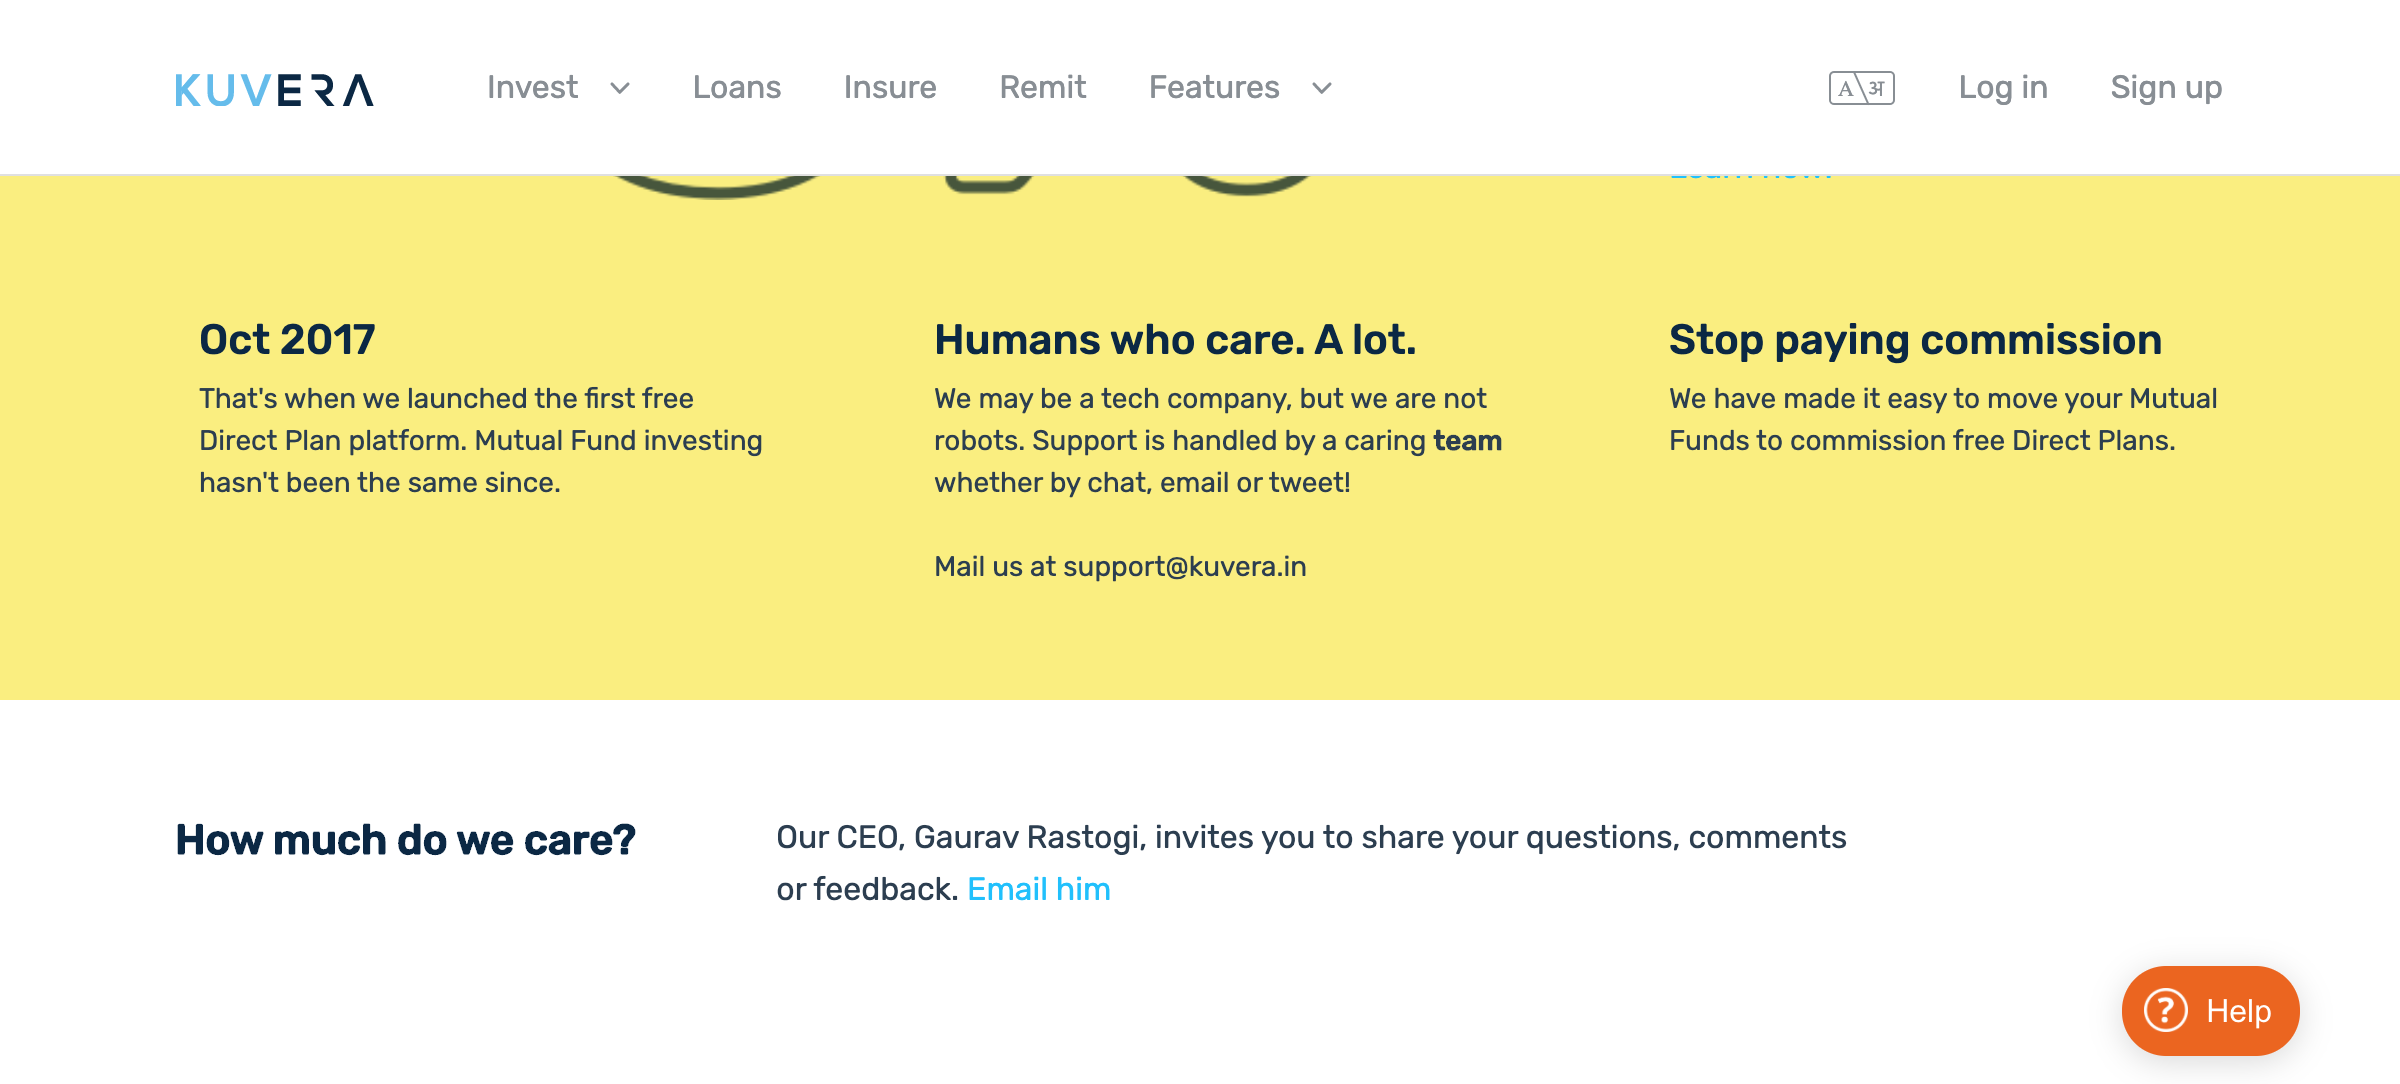 KUVERA
Invest
Loans
Insure
Remit
Features
A\अ
Log in
Sign up
Learn how.
Oct 2017
That's when we launched the first free
Direct Plan platform. Mutual Fund investing
hasn't been the same since.
Humans who care. A lot.
We may be a tech company, but we are not
robots. Support is handled by a caring team
whether by chat, email or tweet!
Mail us at support@kuvera.in
Stop paying commission
We have made it easy to move your Mutual
Funds to commission free Direct Plans.
How much do we care?
Our CEO, Gaurav Rastogi, invites you to share your questions, comments
or feedback. Email him
? Help